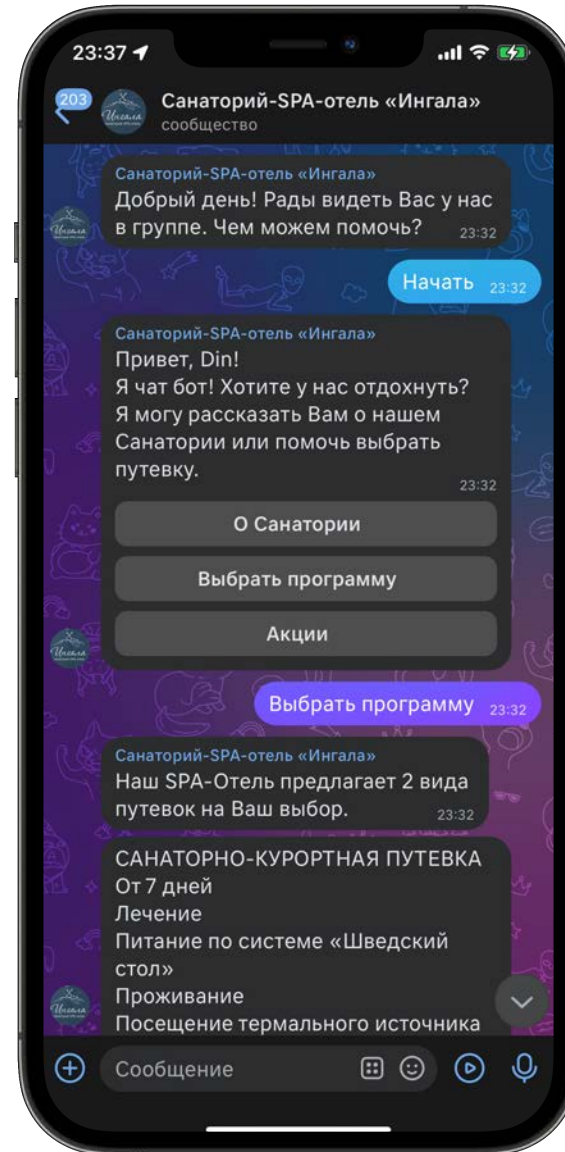 23:37
203
Санаторий-SPA-отель «Ингала»
сообщество
Санаторий-SPA-отель «Ингала»
Добрый день! Рады видеть Вас у нас
в группе. Чем можем помочь?
23:32
Начать 23:32
Санаторий-SPA-отель «Ингала»
Привет, Din!
Я чат бот! Хотите у нас отдохнуть?
Я могу рассказать Вам о нашем
Санатории или помочь выбрать
путевку.
23:32
О Санатории
Выбрать программу
Акции
Ингала
Выбрать программу 23:32
Санаторий-SPA-отель «Ингала»
Наш SPA-Отель предлагает 2 вида
путевок на Ваш выбор.
23:32
САНАТОРНО-КУРОРТНАЯ ПУТЕВКА
От 7 дней
Лечение
Питание по системе «Шведский
стол»
Проживание
Посещение термального источника
Сообщение